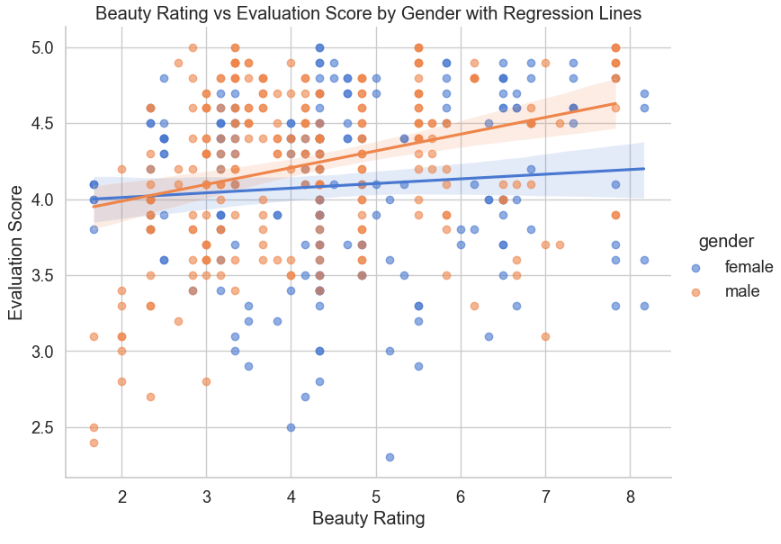 Beauty Rating vs Evaluation Score by Gender with Regression Lines
5.0
4.5
4.0
3.5
3.0
2.5
Evaluation Score
2 3 4 5 6 7 8
Beauty Rating
gender
female
male